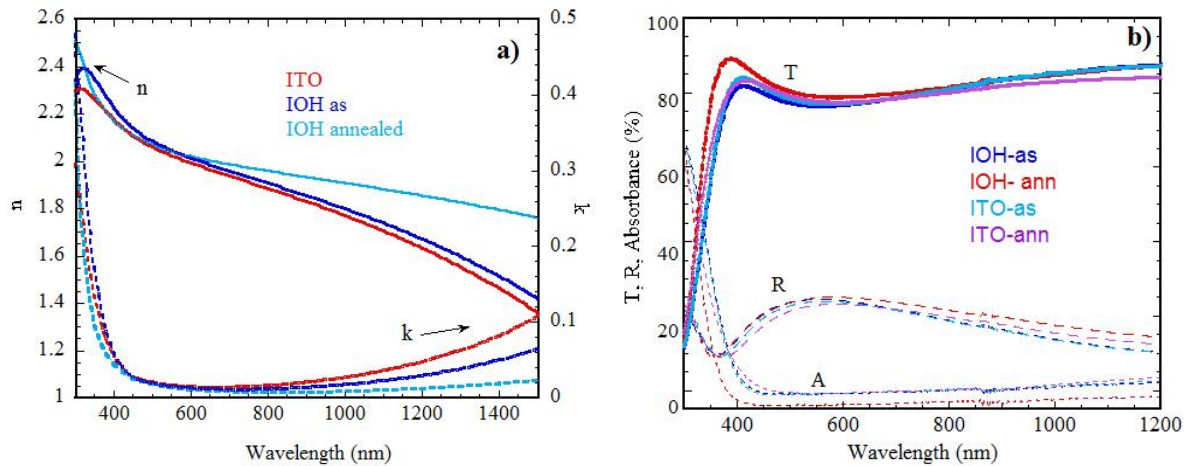 a)
2.6
2.4
2.2
2
1.8
1.6
1.4
1.2
1
n
0.5
0.4
0.3
0.2
0.1
0
k
n
ITO
IOH as
IOH annealed
k
400 600 800 1000 1200 1400
Wavelength (nm)
b)
100
80
60
40
20
0
T, R, Absorbance (%)
T
IOH-as
IOH- ann
ITO-as
ITO-ann
R
A
400 600 800 1000 1200
Wavelength (nm)